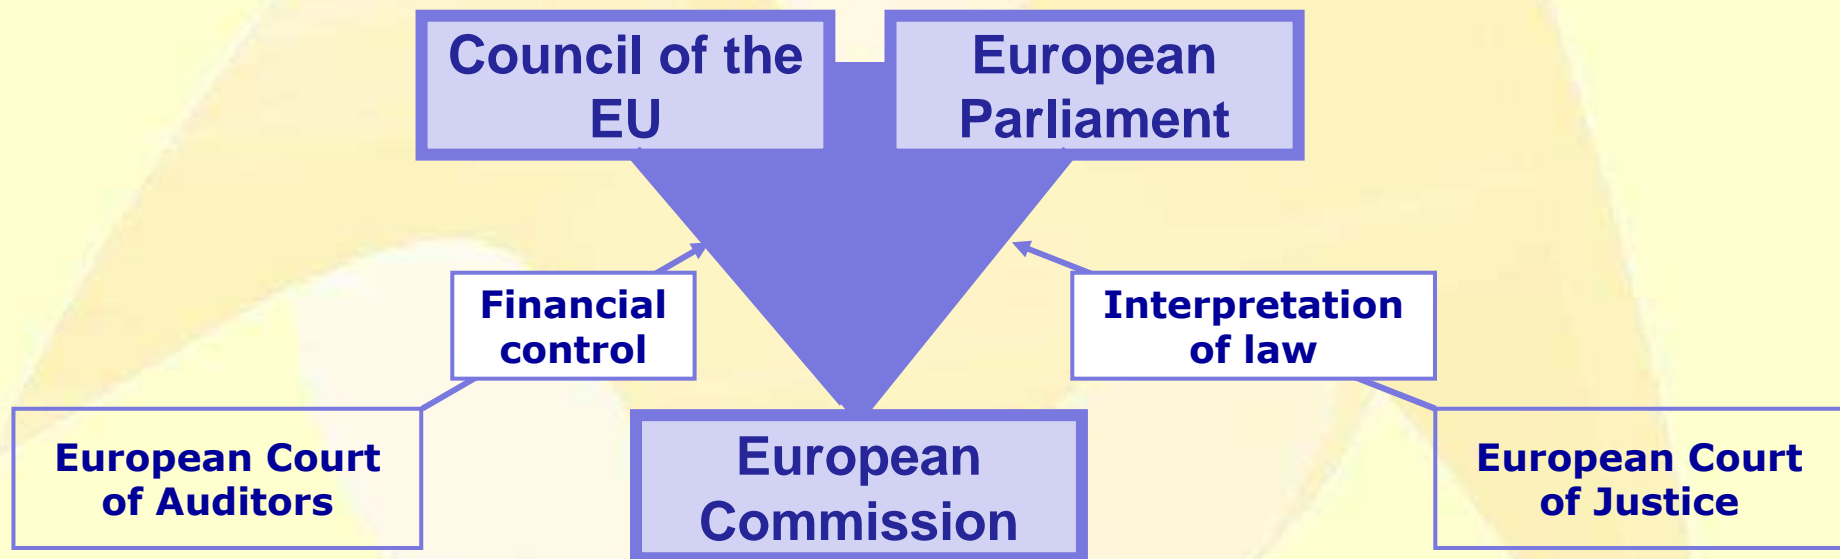 Council of the
EU
European
Parliament
Financial
control
Interpretation
of law
European Court
of Auditors
European
Commission
European Court
of Justice